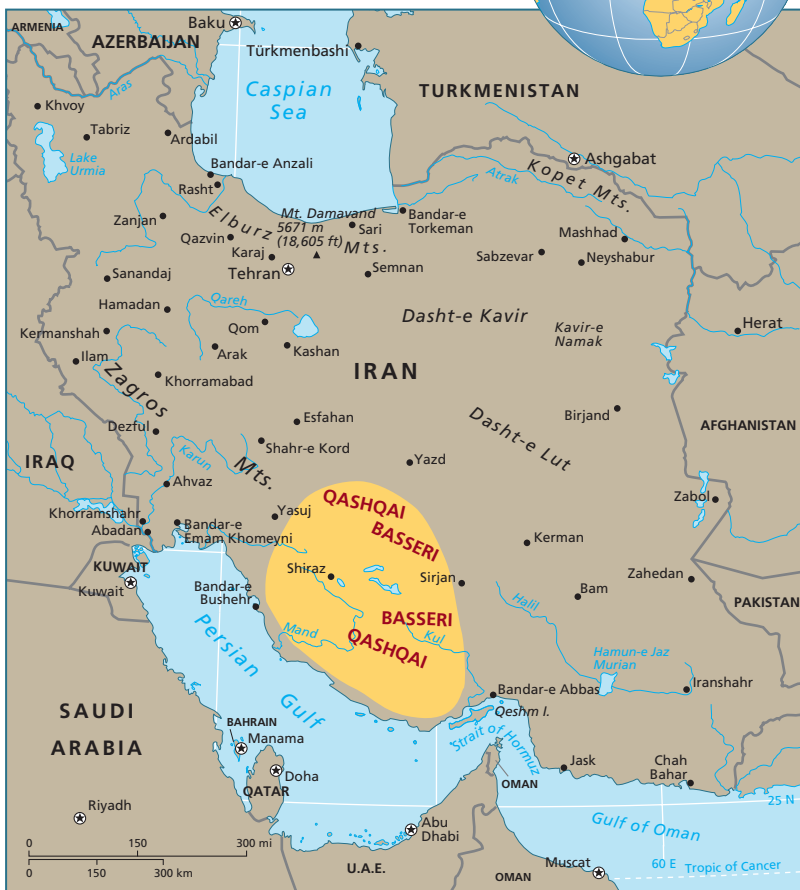 ARMENIA
Baku
AZERBAIJAN
Türkmenbashi
Caspian
Sea
TURKMENISTAN
Aras
Khvoy
Tabriz
Ardabil
Lake
Urmia
Bandar-e Anzali
Rasht
Ashgabat
Atrak
Kopet Mts.
Zanjan
Elburz
Mts.
Mt. Damavand
5671 m
(18,605 ft)
Sari
Bandar-e
Torkeman
Qazvin
Karaj
Tehran
Semnan
Mashhad
Sabzevar
Neyshabur
Sanandaj
Hamadan
Qareh
Dasht-e Kavir
Kavir-e
Namak
Herat
Kermanshah
Qom
Ilam
Arak
Kashan
Khorramabad
IRAN
Zagros
Mts.
Esfahan
Birjand
Dezful
Shahr-e Kord
Dasht-e Lut
AFGHANISTAN
IRAQ
Karun
Yazd
Ahvaz
Zabol
QASHQAI
BASSERI
Khorramshahr
Abadan
Yasuj
Bandar-e
Emam Khomeyni
Kerman
KUWAIT
Kuwait
Shiraz
Sirjan
Zahedan
Bandar-e
Bushehr
Bam
PAKISTAN
Halil
BASSERI
QASHQAI
Mand
Kul
Persian
Gulf
Hamun-e Jaz
Murian
Bandar-e Abbas
Iranshahr
Qeshm I.
SAUDI
ARABIA
BAHRAIN
Manama
Strait of Hormuz
Doha
QATAR
Jask
Chah
Bahar
OMAN
25 N
Riyadh
Abu
Dhabi
Gulf of Oman
0 150 300 mi
0 150 300 km
U.A.E.
Muscat
60 E
Tropic of Cancer
OMAN